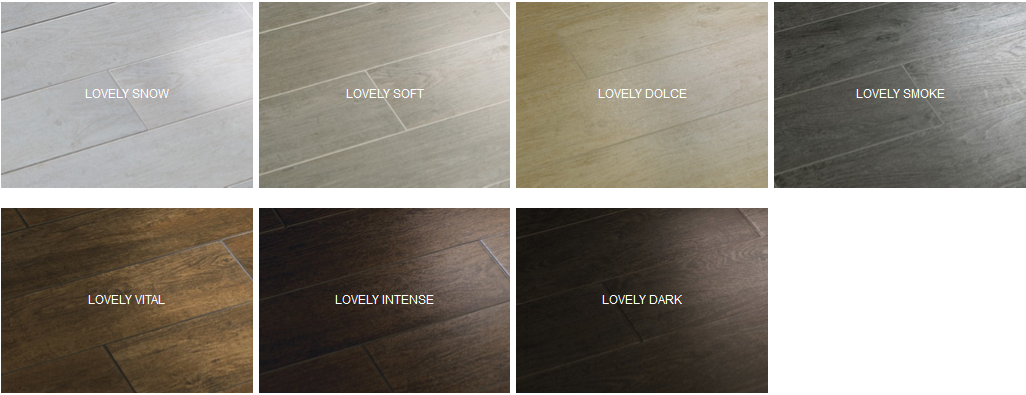 LOVELY SNOW
LOVELY SOFT
LOVELY DOLCE
LOVELY SMOKE
LOVELY VITAL
LOVELY INTENSE
LOVELY DARK